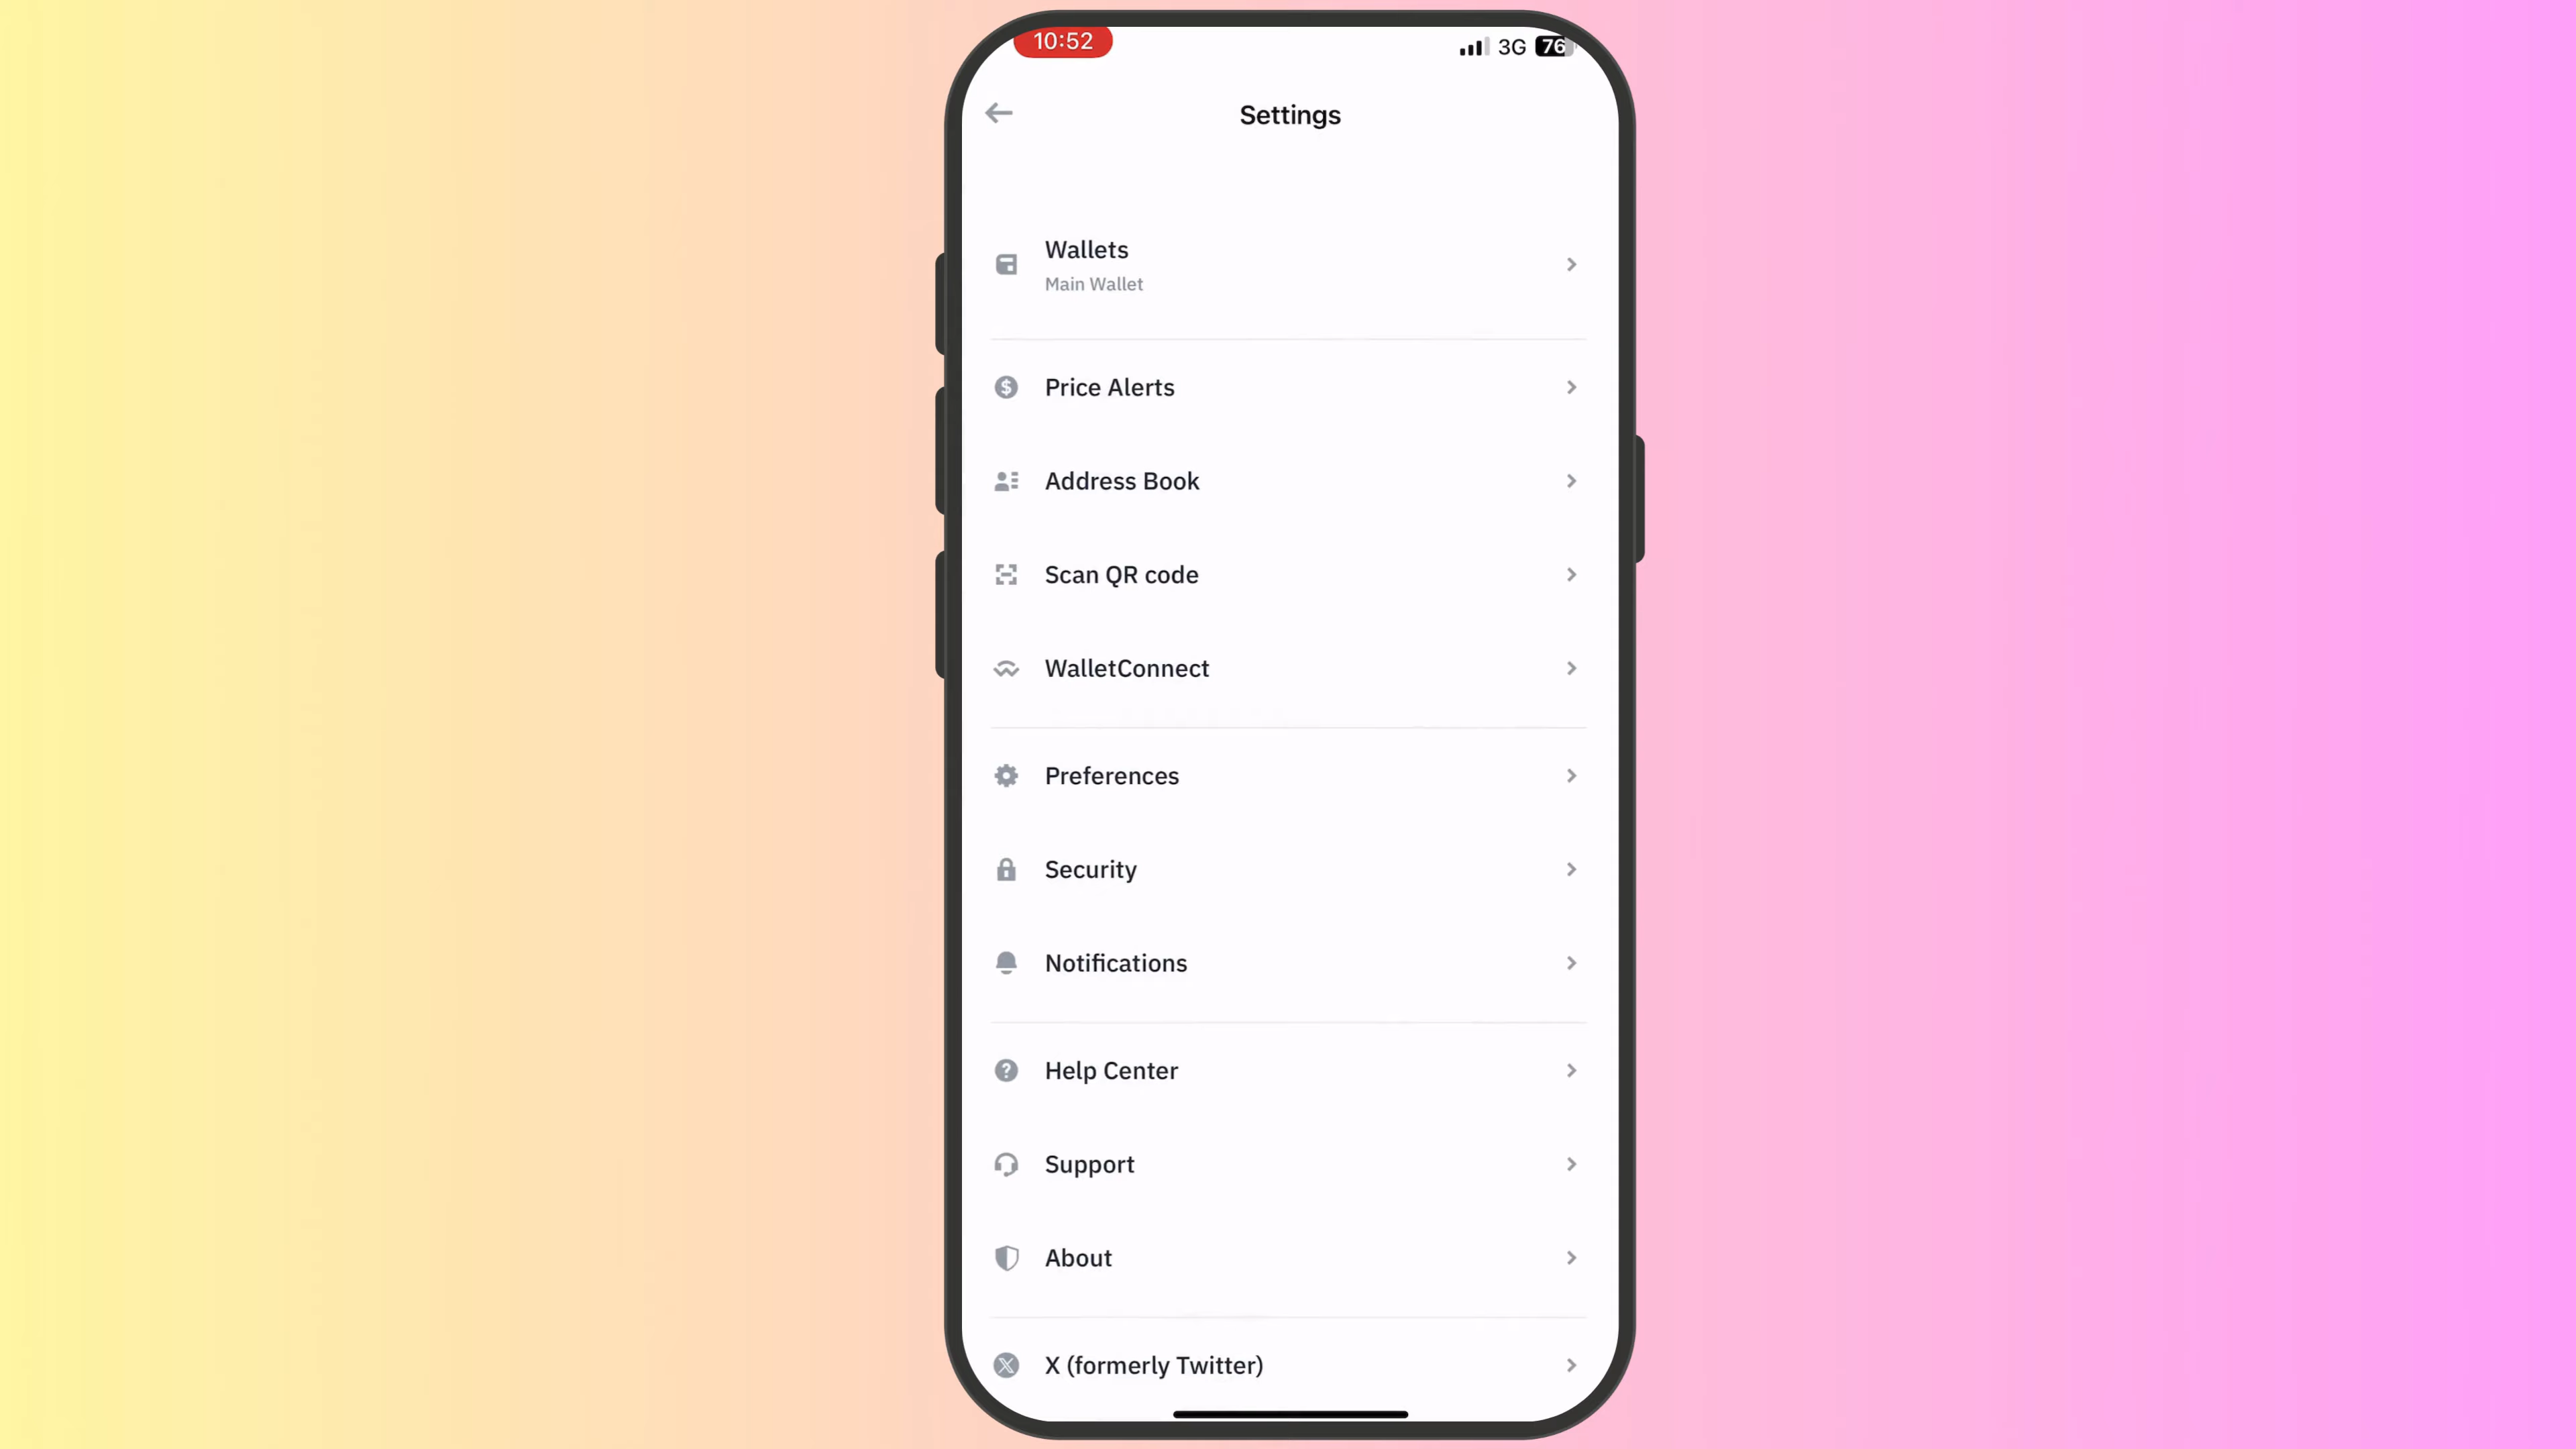 10:52
3G 76
Settings
Wallets
Main Wallet
Price Alerts
Address Book
Scan QR code
WalletConnect
Preferences
Security
Notifications
Help Center
Support
About
X (formerly Twitter)